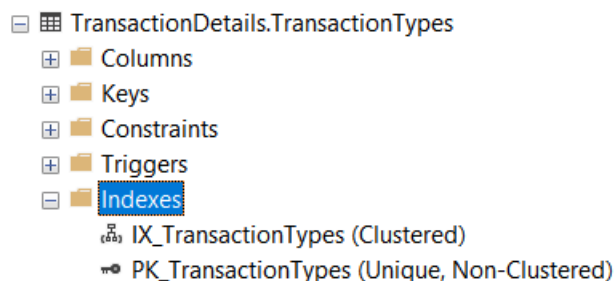 TransactionDetails.TransactionTypes
Columns
Keys
Constraints
Triggers
Indexes
IX_TransactionTypes (Clustered)
PK_TransactionTypes (Unique, Non-Clustered)